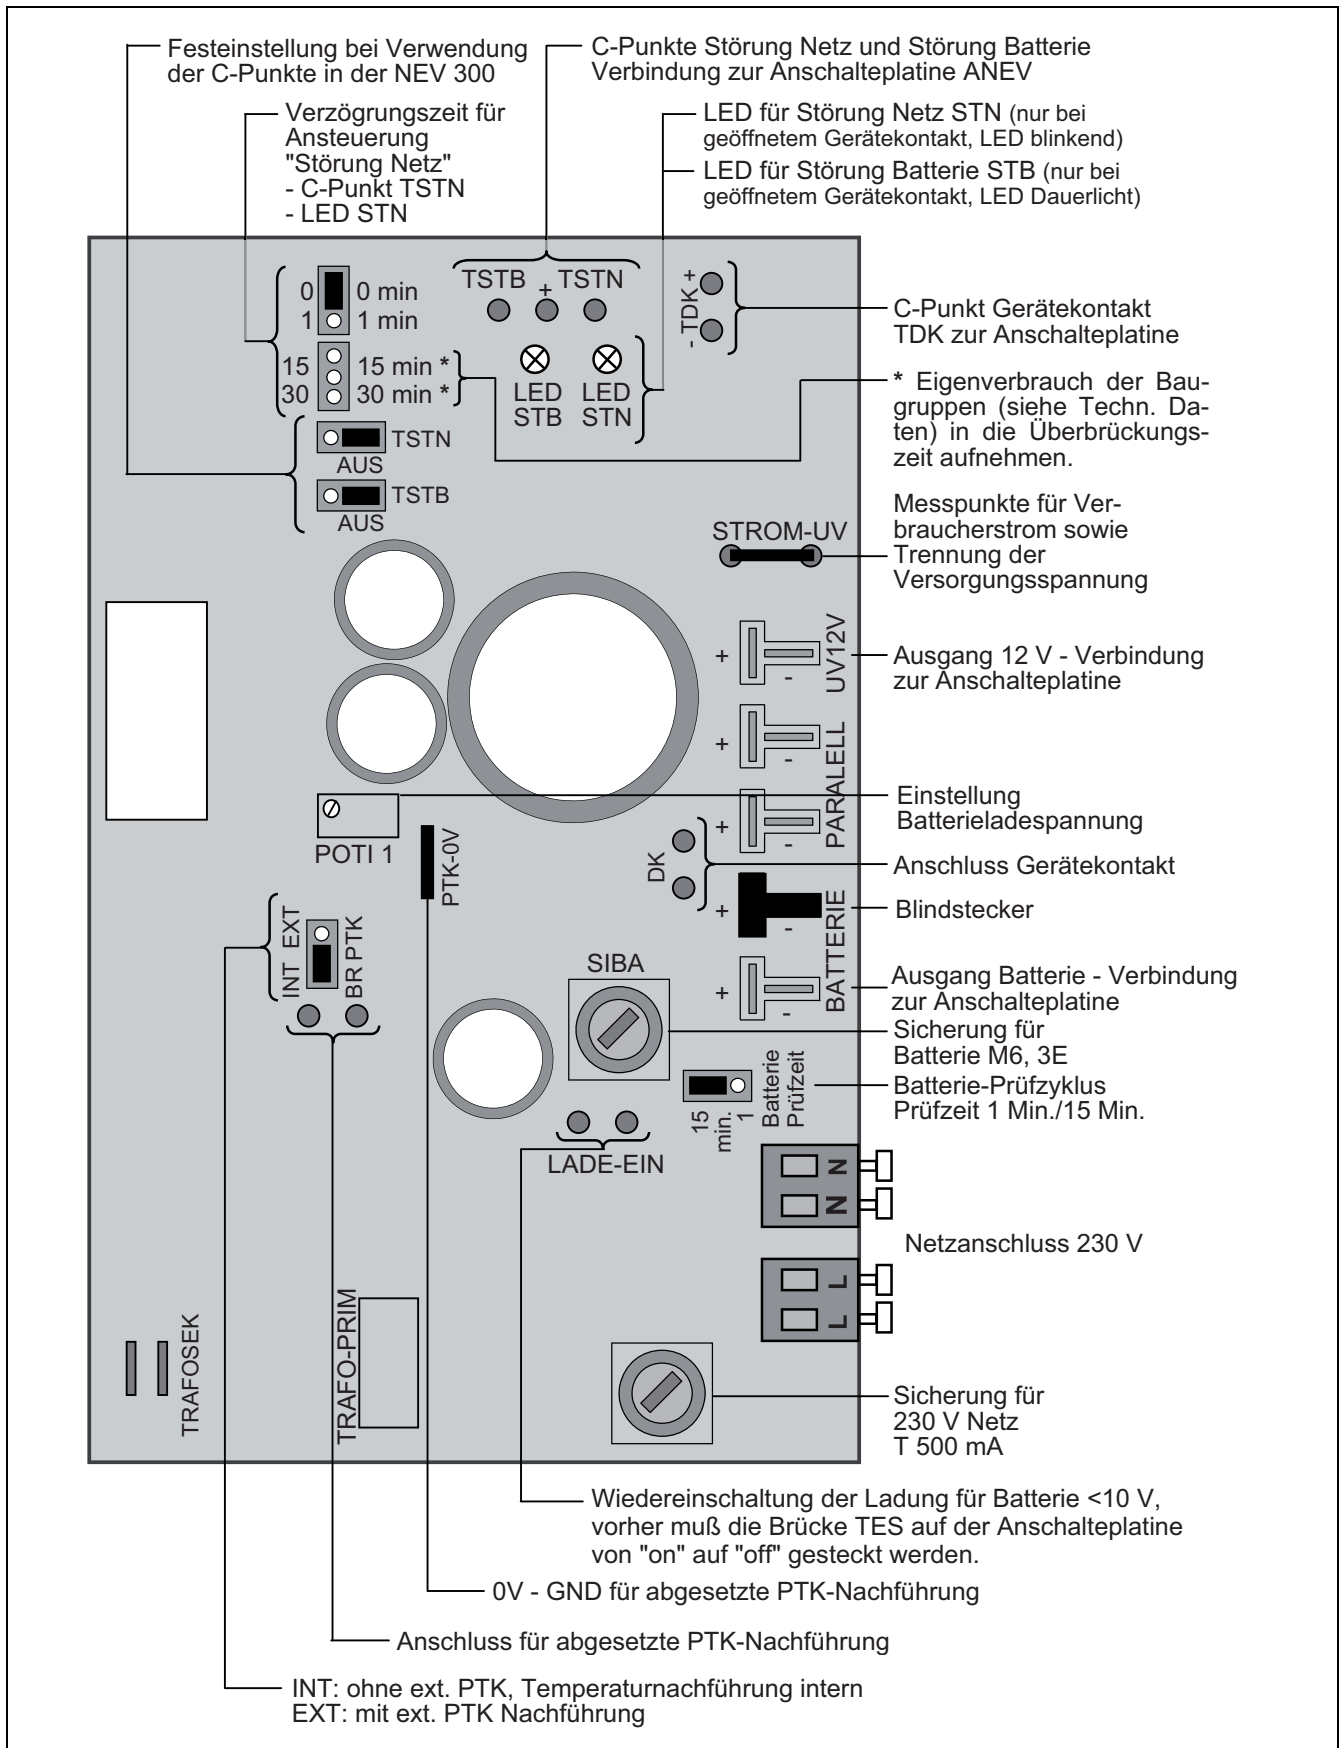 Festeinstellung bei Verwendung
der C-Punkte in der NEV 300
C-Punkte Störung Netz und Störung Batterie
Verbindung zur Anschalteplatine ANEV
Verzögrungszeit für
Ansteuerung
"Störung Netz"
- C-Punkt TSTN
- LED STN
LED für Störung Netz STN (nur bei
geöffnetem Gerätekontakt, LED blinkend)
LED für Störung Batterie STB (nur bei
geöffnetem Gerätekontakt, LED Dauerlicht)
0 0 min
1 1 min
15 15 min *
30 30 min *
TSTB + TSTN
LED STB
LED STN
- TDK +
C-Punkt Gerätekontakt
TDK zur Anschalteplatine
* Eigenverbrauch der Bau-
gruppen (siehe Techn. Da-
ten) in die Überbrückungs-
zeit aufnehmen.
TSTN
AUS
TSTB
AUS
STROM-UV
Messpunkte für Ver-
braucherstrom sowie
Trennung der
Versorgungsspannung
+ - UV12V
Ausgang 12 V - Verbindung
zur Anschalteplatine
+ -
+ -
PARALELL
Einstellung
Batterieladespannung
POTI 1
PTK-0V
DK
Anschluss Gerätekontakt
+ -
Blindstecker
+ -
BATTERIE
Ausgang Batterie - Verbindung
zur Anschalteplatine
INT EXT
BR PTK
SIBA
Sicherung für
Batterie M6, 3E
15 min. 1
Batterie
Prüfzeit
Batterie-Prüfzyklus
Prüfzeit 1 Min./15 Min.
LADE-EIN
N
N
Netzanschluss 230 V
L
L
TRAFOSEK
TRAFO-PRIM
Sicherung für
230 V Netz
T 500 mA
Wiedereinschaltung der Ladung für Batterie <10 V,
vorher muß die Brücke TES auf der Anschalteplatine
von "on" auf "off" gesteckt werden.
0V - GND für abgesetzte PTK-Nachführung
Anschluss für abgesetzte PTK-Nachführung
INT: ohne ext. PTK, Temperaturnachführung intern
EXT: mit ext. PTK Nachführung